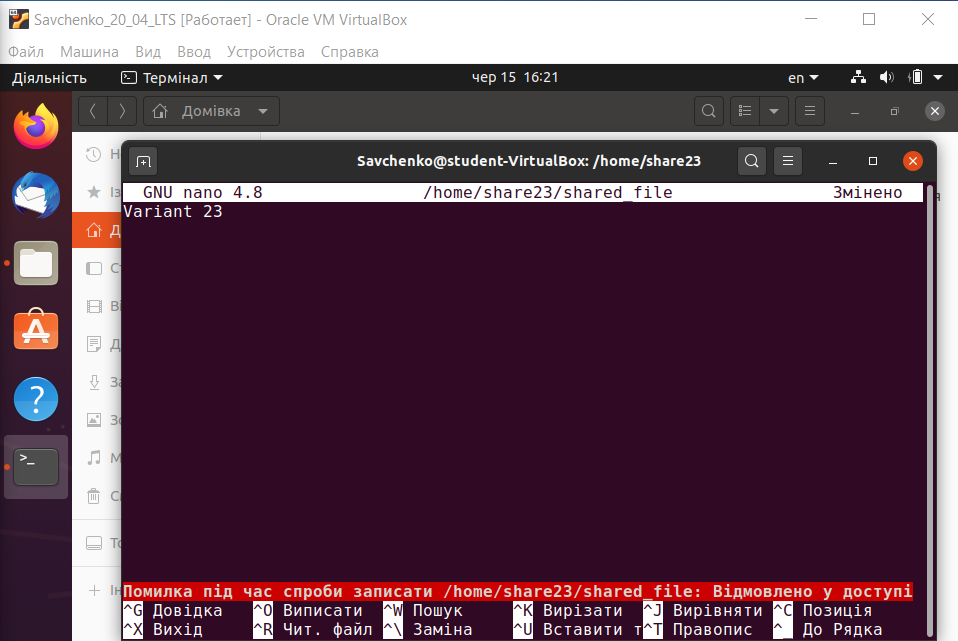 Savchenko_20_04_LTS [Работает] - Oracle VM VirtualBox
Файл Машина Вид Ввод Устройства Справка
Діяльність Термінал чер 15 16:21 en
Домівка
Savchenko@student-VirtualBox: /home/share23
GNU nano 4.8 /home/share23/shared_file Змінено
Variant 23
Помилка під час спроби записати /home/share23/shared_file: Відмовлено у доступі
^G Довідка ^O Виписати ^W Пошук ^K Вирізати ^J Вирівняти ^C Позиція
^X Вихід ^R Чит. файл ^\ Заміна ^U Вставити т ^T Правопис ^_ До Рядка